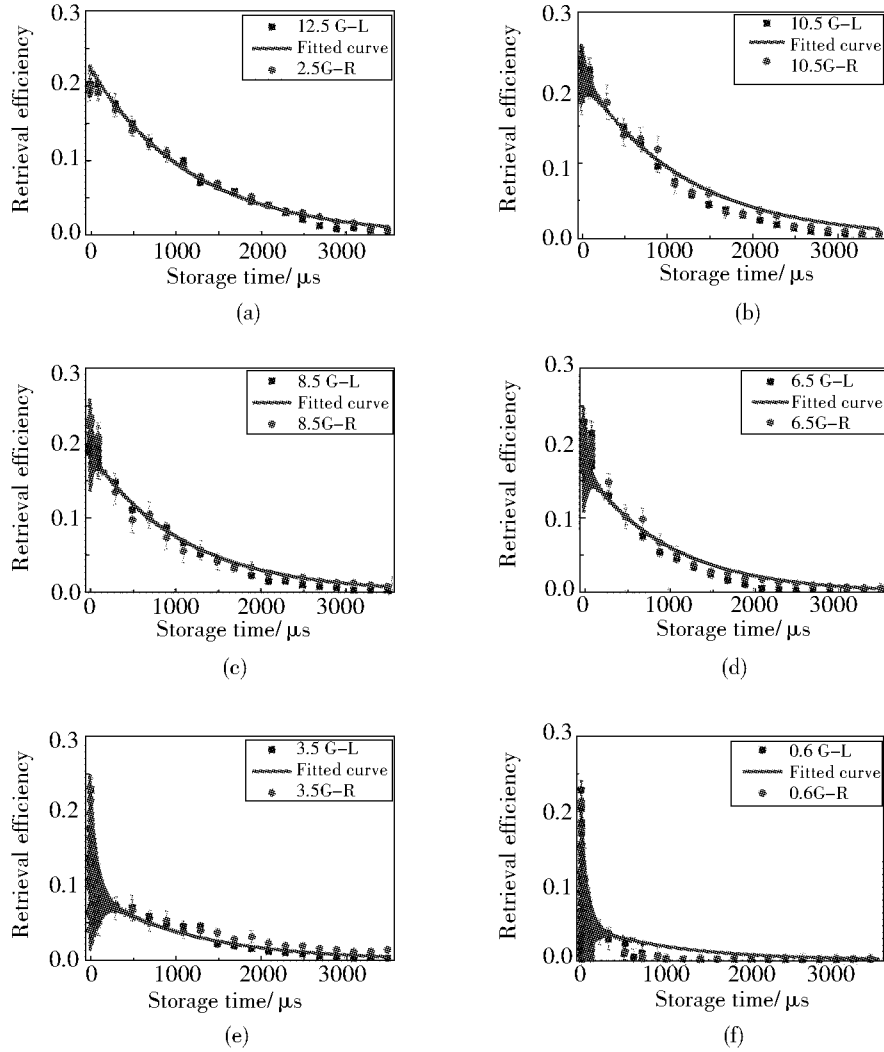 12.5 G-L
Fitted curve
2.5G-R
Retrieval efficiency
0.3
0.2
0.1
0.0
0
1000
2000
3000
Storage time/ μs
(a)
10.5 G-L
Fitted curve
10.5G-R
Retrieval efficiency
0.3
0.2
0.1
0.0
0
1000
2000
3000
Storage time/ μs
(b)
8.5 G-L
Fitted curve
8.5G-R
Retrieval efficiency
0.3
0.2
0.1
0.0
0
1000
2000
3000
Storage time/ μs
(c)
6.5 G-L
Fitted curve
6.5G-R
Retrieval efficiency
0.3
0.2
0.1
0.0
0
1000
2000
3000
Storage time/ μs
(d)
3.5 G-L
Fitted curve
3.5G-R
Retrieval efficiency
0.3
0.2
0.1
0.0
0
1000
2000
3000
Storage time/ μs
(e)
0.6 G-L
Fitted curve
0.6G-R
Retrieval efficiency
0.3
0.2
0.1
0.0
0
1000
2000
3000
Storage time/ μs
(f)